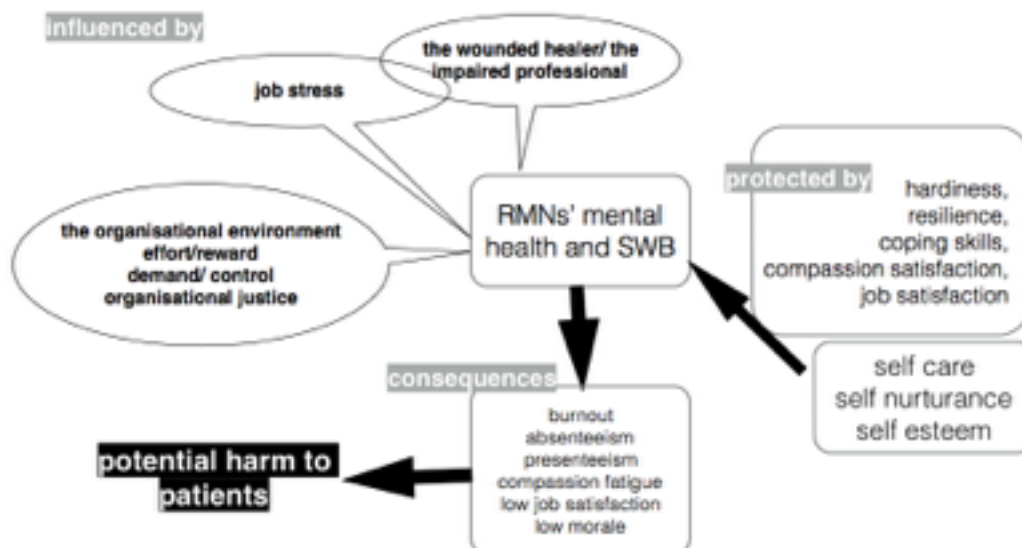 influenced by
the wounded healer/ the
impaired professional
job stress
the organisational environment
effort/reward
demand/ control
organisational justice
RMNs' mental
health and SWB
protected by
hardiness,
resilience,
coping skills,
compassion satisfaction,
job satisfaction
self care
self nurturance
self esteem
consequences
burnout
absenteeism
presenteeism
compassion fatigue
low job satisfaction
low morale
potential harm to
patients